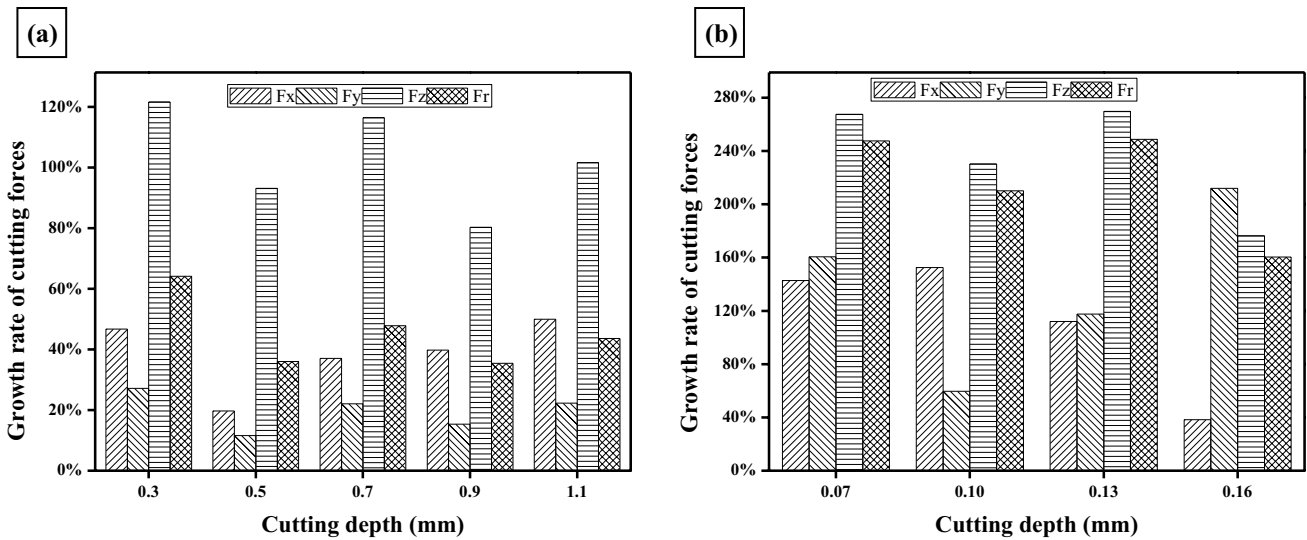 (a)
Growth rate of cutting forces
120%
100%
80%
60%
40%
20%
0%
Fx Fy Fz Fr
0.3 0.5 0.7 0.9 1.1
Cutting depth (mm)
(b)
Growth rate of cutting forces
280%
240%
200%
160%
120%
80%
40%
0%
Fx Fy Fz Fr
0.07 0.10 0.13 0.16
Cutting depth (mm)